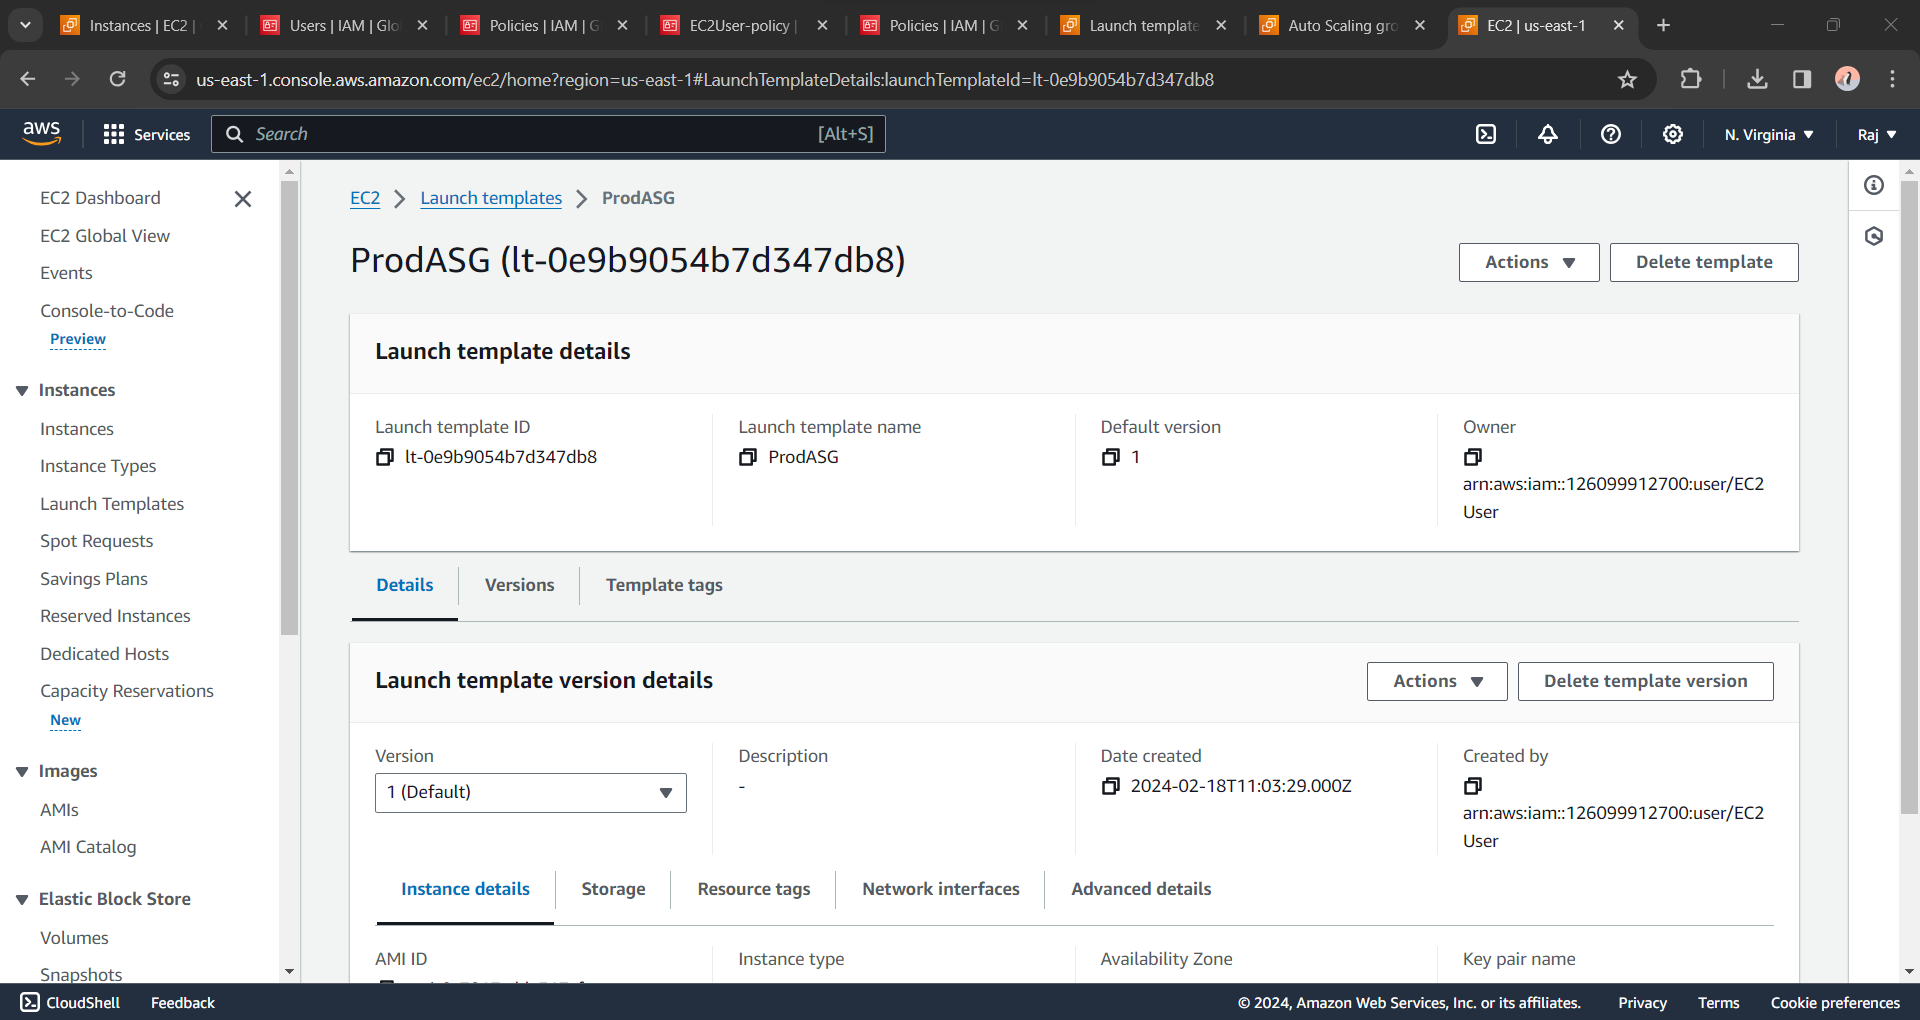 Instances | EC2 |
Users | IAM | Glo
Policies | IAM | G
EC2User-policy |
Policies | IAM | G
Launch template
Auto Scaling gro
EC2 | us-east-1
us-east-1.console.aws.amazon.com/ec2/home?region=us-east-1#LaunchTemplateDetails:launchTemplateId=lt-0e9b9054b7d347db8
aws
Services
Search
[Alt+S]
N. Virginia
Raj
EC2 Dashboard
EC2 Global View
Events
Console-to-Code
Preview
Instances
Instances
Instance Types
Launch Templates
Spot Requests
Savings Plans
Reserved Instances
Dedicated Hosts
Capacity Reservations
New
Images
AMIs
AMI Catalog
Elastic Block Store
Volumes
Snapshots
EC2 > Launch templates > ProdASG
ProdASG (lt-0e9b9054b7d347db8)
Actions
Delete template
Launch template details
Launch template ID
lt-0e9b9054b7d347db8
Launch template name
ProdASG
Default version
1
Owner
arn:aws:iam::126099912700:user/EC2
User
Details
Versions
Template tags
Launch template version details
Actions
Delete template version
Version
1 (Default)
Description
-
Date created
2024-02-18T11:03:29.000Z
Created by
arn:aws:iam::126099912700:user/EC2
User
Instance details
Storage
Resource tags
Network interfaces
Advanced details
AMI ID
Instance type
Availability Zone
Key pair name
CloudShell
Feedback
© 2024, Amazon Web Services, Inc. or its affiliates.
Privacy
Terms
Cookie preferences